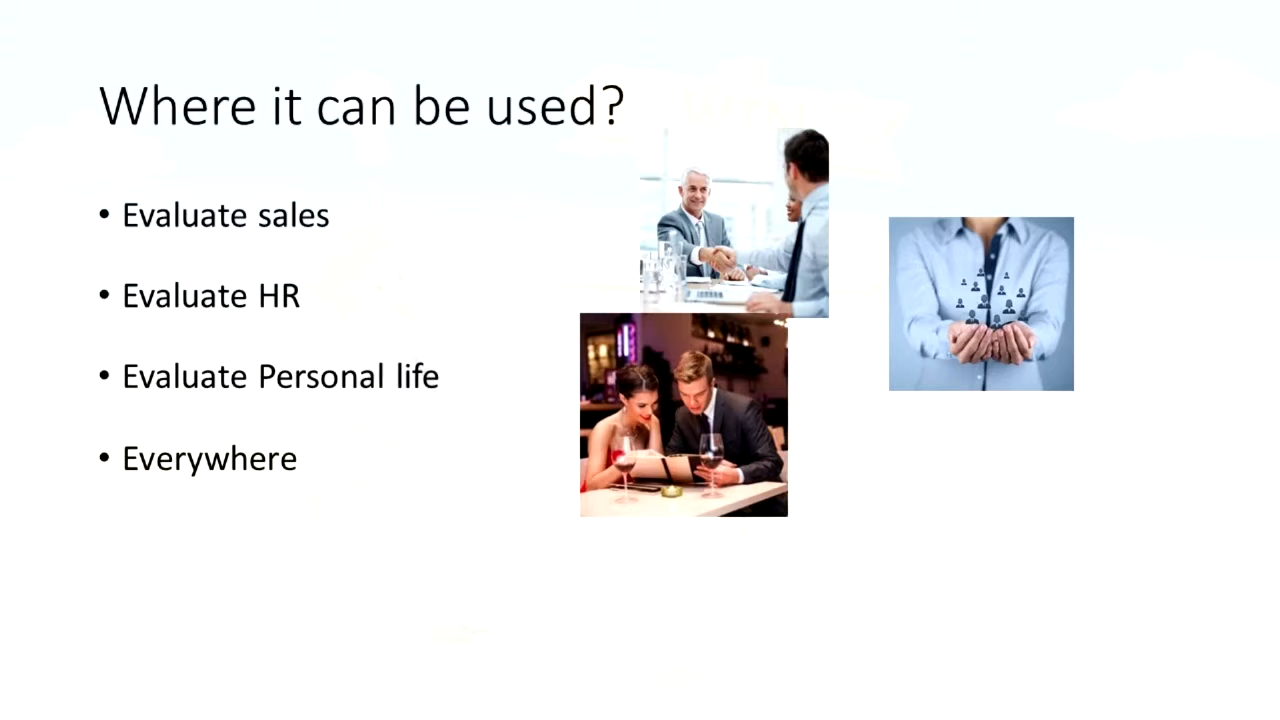 Where it can be used?
• Evaluate sales
• Evaluate HR
• Evaluate Personal life
• Everywhere